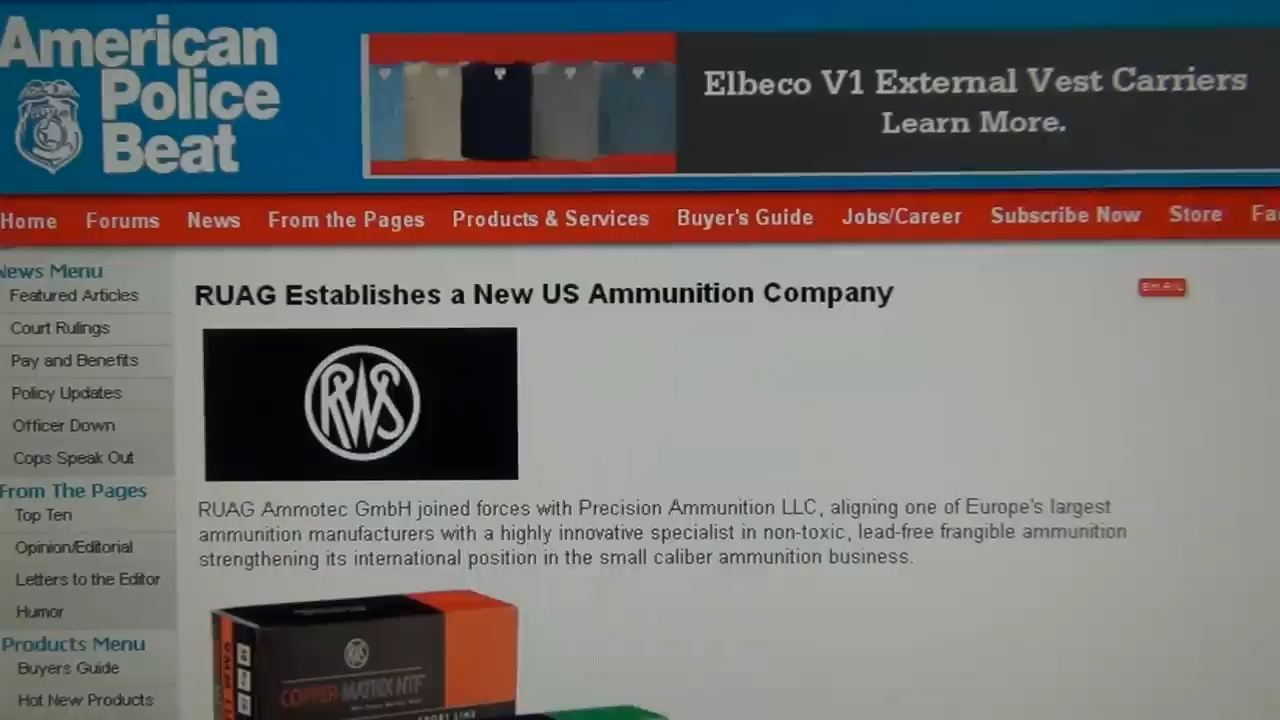 American
Police
Beat
Elbeco V1 External Vest Carriers
Learn More.
Home Forums News From the Pages Products & Services Buyer's Guide Jobs/Career Subscribe Now Store
News Menu
Featured Articles
Court Rulings
Pay and Benefits
Policy Updates
Officer Down
Cops Speak Out
From The Pages
Top Ten
Opinion/Editorial
Letters to the Editor
Humor
Products Menu
Buyers Guide
Hot New Products
RUAG Establishes a New US Ammunition Company
EMAIL
RWS
RUAG Ammotec GmbH joined forces with Precision Ammunition LLC, aligning one of Europe's largest
ammunition manufacturers with a highly innovative specialist in non-toxic, lead-free frangible ammunition
strengthening its international position in the small caliber ammunition business.
COPPER-MATRIX NTF
SPORT LINE